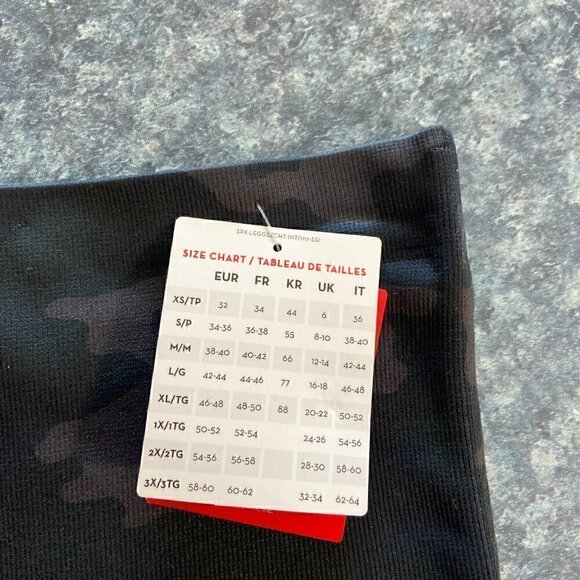 SPX-LEGGSZCHT-INT/1117-SSI
SIZE CHART / TABLEAU DE TAILLES
EUR FR KR UK IT
XS/TP 32 34 44 6 36
S/P 34-36 36-38 55 8-10 38-40
M/M 38-40 40-42 66 12-14 42-44
L/G 42-44 44-46 77 16-18 46-48
XL/TG 46-48 48-50 88 20-22 50-52
1X/1TG 50-52 52-54 24-26 54-56
2X/2TG 54-56 56-58 28-30 58-60
3X/3TG 58-60 60-62 32-34 62-64